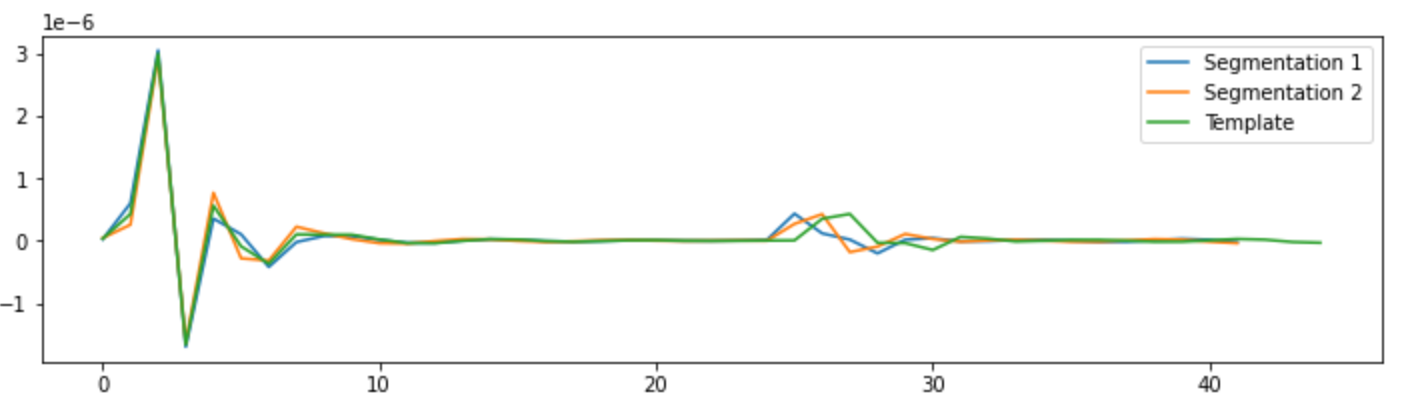 1e−6
3
2
1
0
−1
0 10 20 30 40
Segmentation 1
Segmentation 2
Template